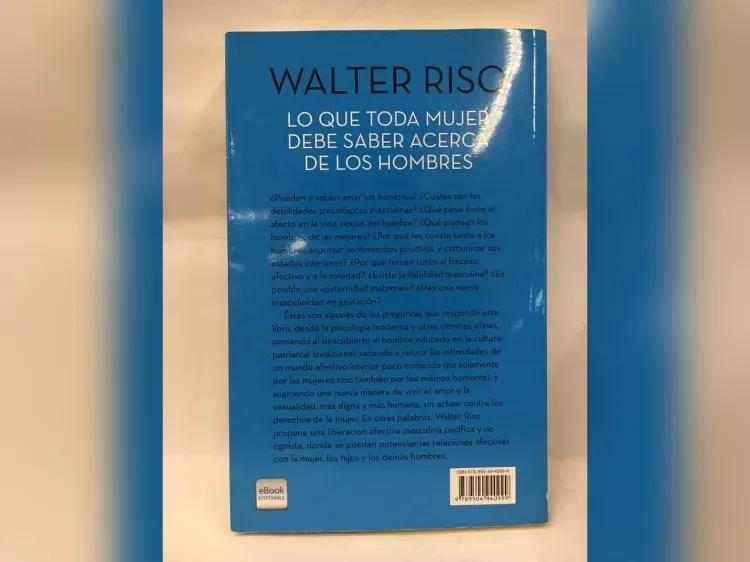 WALTER RISO
LO QUE TODA MUJER
DEBE SABER ACERCA
DE LOS HOMBRES
¿Pueden y saben amar los hombres? ¿Cuáles son las
debilidades psicológicas masculinas? ¿Qué peso tiene el
afecto en la vida sexual del hombre? ¿Qué piensan los
hombres de las mujeres? ¿Por qué les cuesta tanto a los
hombres expresar sentimientos positivos y comunicar sus
estados interiores? ¿Por qué temen tanto al fracaso
afectivo y a la soledad? ¿Existe la fidelidad masculina? ¿Es
posible una «paternidad maternal»? ¿Hay una nueva
masculinidad en gestación?
Éstas son algunas de las preguntas que responde este
libro, desde la psicología moderna y otras ciencias afines,
poniendo al descubierto al hombre educado en la cultura
patriarcal tradicional, sacando a relucir las intimidades de
un mundo afectivo interior poco conocido (no solamente
por las mujeres sino también por los mismos hombres), y
sugiriendo una nueva manera de vivir el amor y la
sexualidad, más digna y más humana, sin actuar contra los
derechos de la mujer. En otras palabras, Walter Riso
propone una liberación afectiva masculina pacífica y no
egoísta, donde se puedan potenciar las relaciones afectivas
con la mujer, los hijos y los demás hombres.
eBook
DISPONIBLE